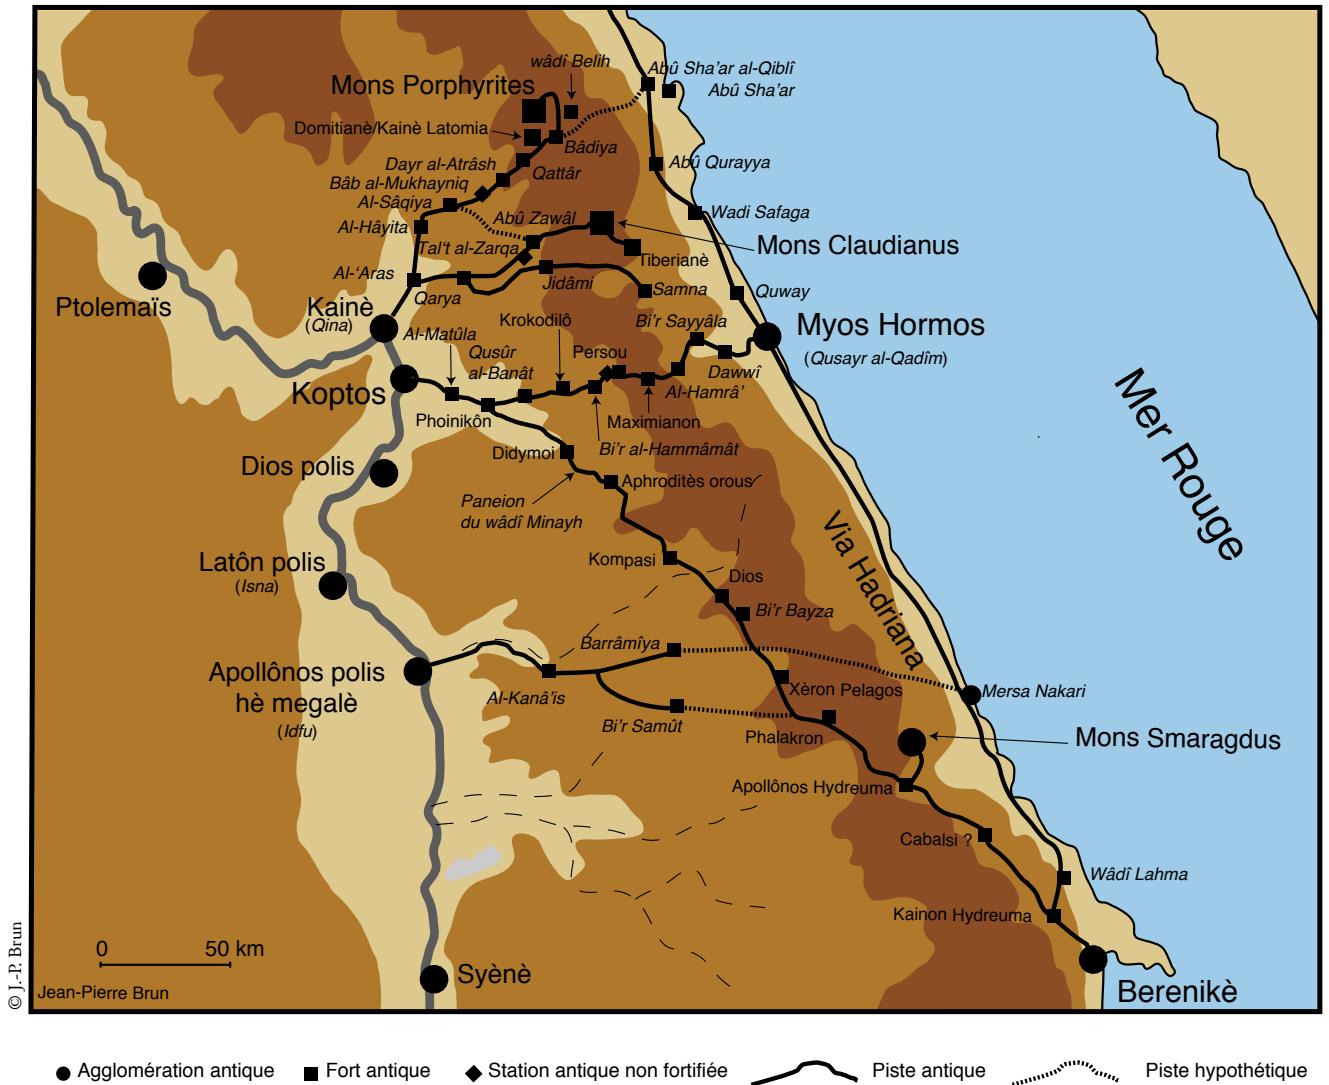 wâdî Belih
Abû Sha'ar al-Qiblî
Abû Sha'ar
Mons Porphyrites
Domitianè/Kainè Latomia
Bâdiya
Dayr al-Atrâsh
Qattâr
Abû Qurayya
Bâb al-Mukhayniq
Al-Sâqiya
Abû Zawâl
Wadi Safaga
Al-Hâyita
Tal't al-Zarqa
Mons Claudianus
Tiberianè
Al-‘Aras
Jidâmi
Samna
Quway
Ptolemaïs
Qarya
Kainè
(Qina)
Krokodilô
Bi'r Sayyâla
Myos Hormos
(Qusayr al-Qadîm)
Al-Matûla
Qusûr
al-Banât
Persou
Dawwî
Al-Hamrâ'
Koptos
Phoinikôn
Maximianon
Mer Rouge
Didymoi
Bi'r al-Hammâmât
Dios polis
Aphroditès orous
Paneion
du wâdî Minayh
Via Hadriana
Latôn polis
(Isna)
Kompasi
Dios
Bi'r Bayza
Barrâmîya
Apollônos polis
hè megalè
(Idfu)
Al-Kanâ'is
Xèron Pelagos
Mersa Nakari
Bi'r Samût
Phalakron
Mons Smaragdus
Apollônos Hydreuma
Cabalsi ?
Wâdî Lahma
Kainon Hydreuma
0 50 km
Syènè
Berenikè
Jean-Pierre Brun
© J.-P. Brun
Agglomération antique Fort antique Station antique non fortifiée Piste antique Piste hypothétique